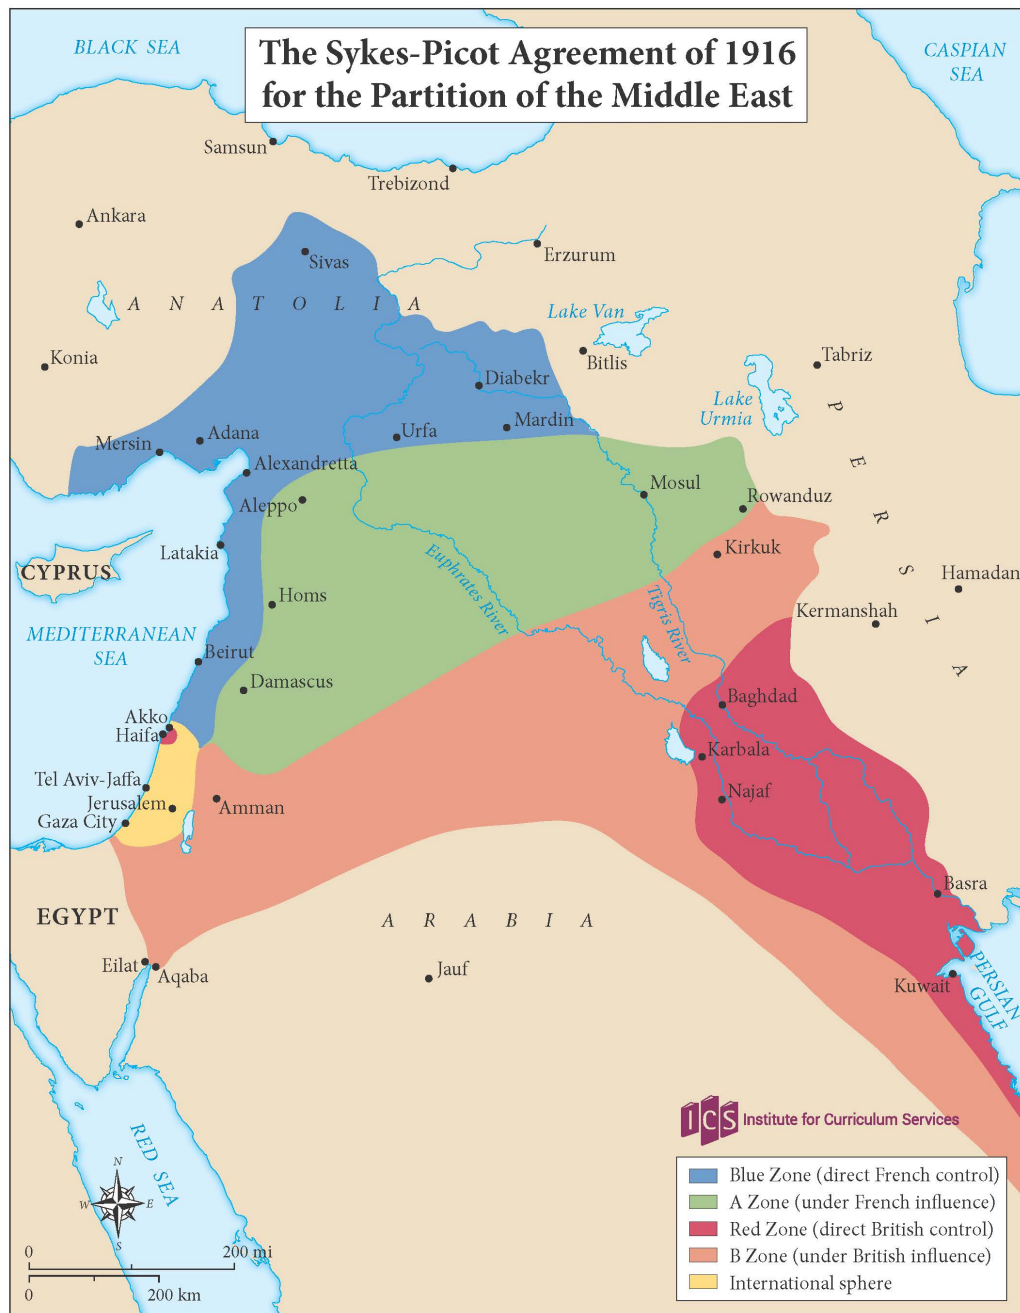 The Sykes-Picot Agreement of 1916
for the Partition of the Middle East
BLACK SEA
CASPIAN
SEA
Samsun
Trebizond
Ankara
Sivas
Erzurum
ANATOLIA
Lake Van
Konia
Bitlis
Tabriz
Diabekr
Lake
Urmia
Mersin
Adana
Urfa
Mardin
PERSIA
Alexandretta
Aleppo
Mosul
Rowanduz
Latakia
Kirkuk
CYPRUS
Euphrates River
Tigris River
Hamadan
Homs
Kermanshah
MEDITERRANEAN
SEA
Beirut
Damascus
Baghdad
Akko
Haifa
Karbala
Tel Aviv-Jaffa
Jerusalem
Gaza City
Amman
Najaf
Basra
EGYPT
ARABIA
Eilat
Aqaba
Jauf
Kuwait
PERSIAN
GULF
RED SEA
ICS Institute for Curriculum Services
Blue Zone (direct French control)
A Zone (under French influence)
Red Zone (direct British control)
B Zone (under British influence)
International sphere
N
W E
S
0 200 mi
0 200 km